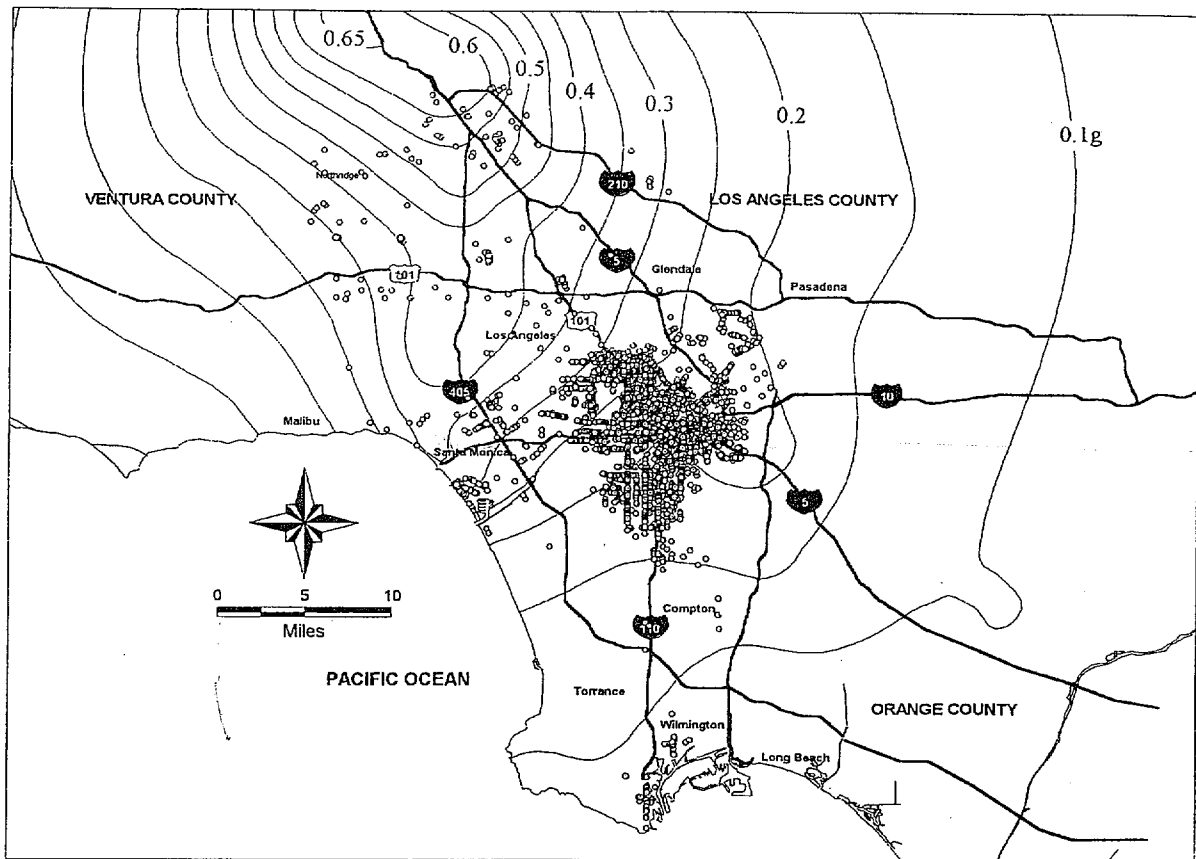 0.65
0.6
0.5
0.4
0.3
0.2
0.1g
Northridge
VENTURA COUNTY
210
LOS ANGELES COUNTY
5
101
Glendale
Pasadena
101
Los Angeles
405
10
Malibu
Santa Monica
5
0 5 10
Miles
Compton
110
PACIFIC OCEAN
Torrance
ORANGE COUNTY
Wilmington
Long Beach